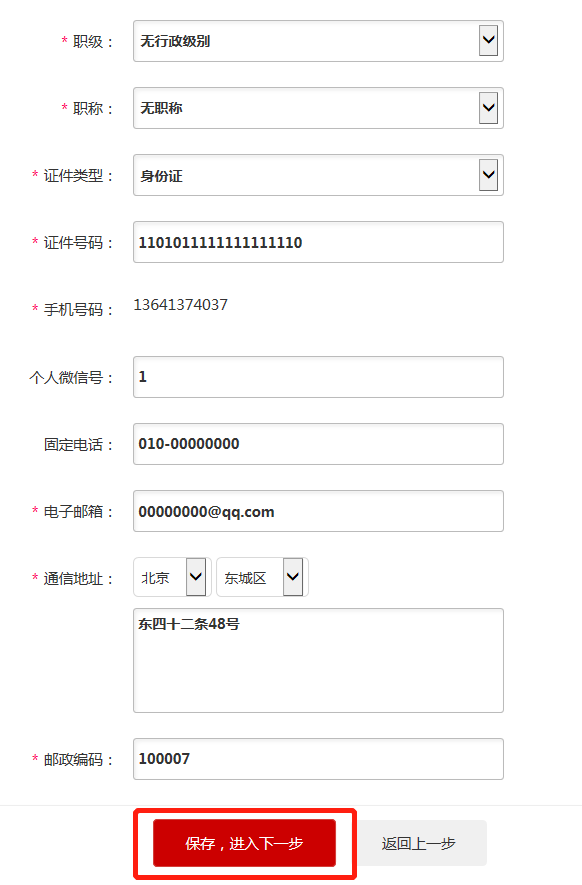 * 职级： 无行政级别
* 职称： 无职称
* 证件类型： 身份证
* 证件号码： 1101011111111111110
* 手机号码： 13641374037
个人微信号： 1
固定电话： 010-00000000
* 电子邮箱： 00000000@qq.com
* 通信地址： 北京 东城区
东四十二条48号
* 邮政编码： 100007
保存，进入下一步 返回上一步